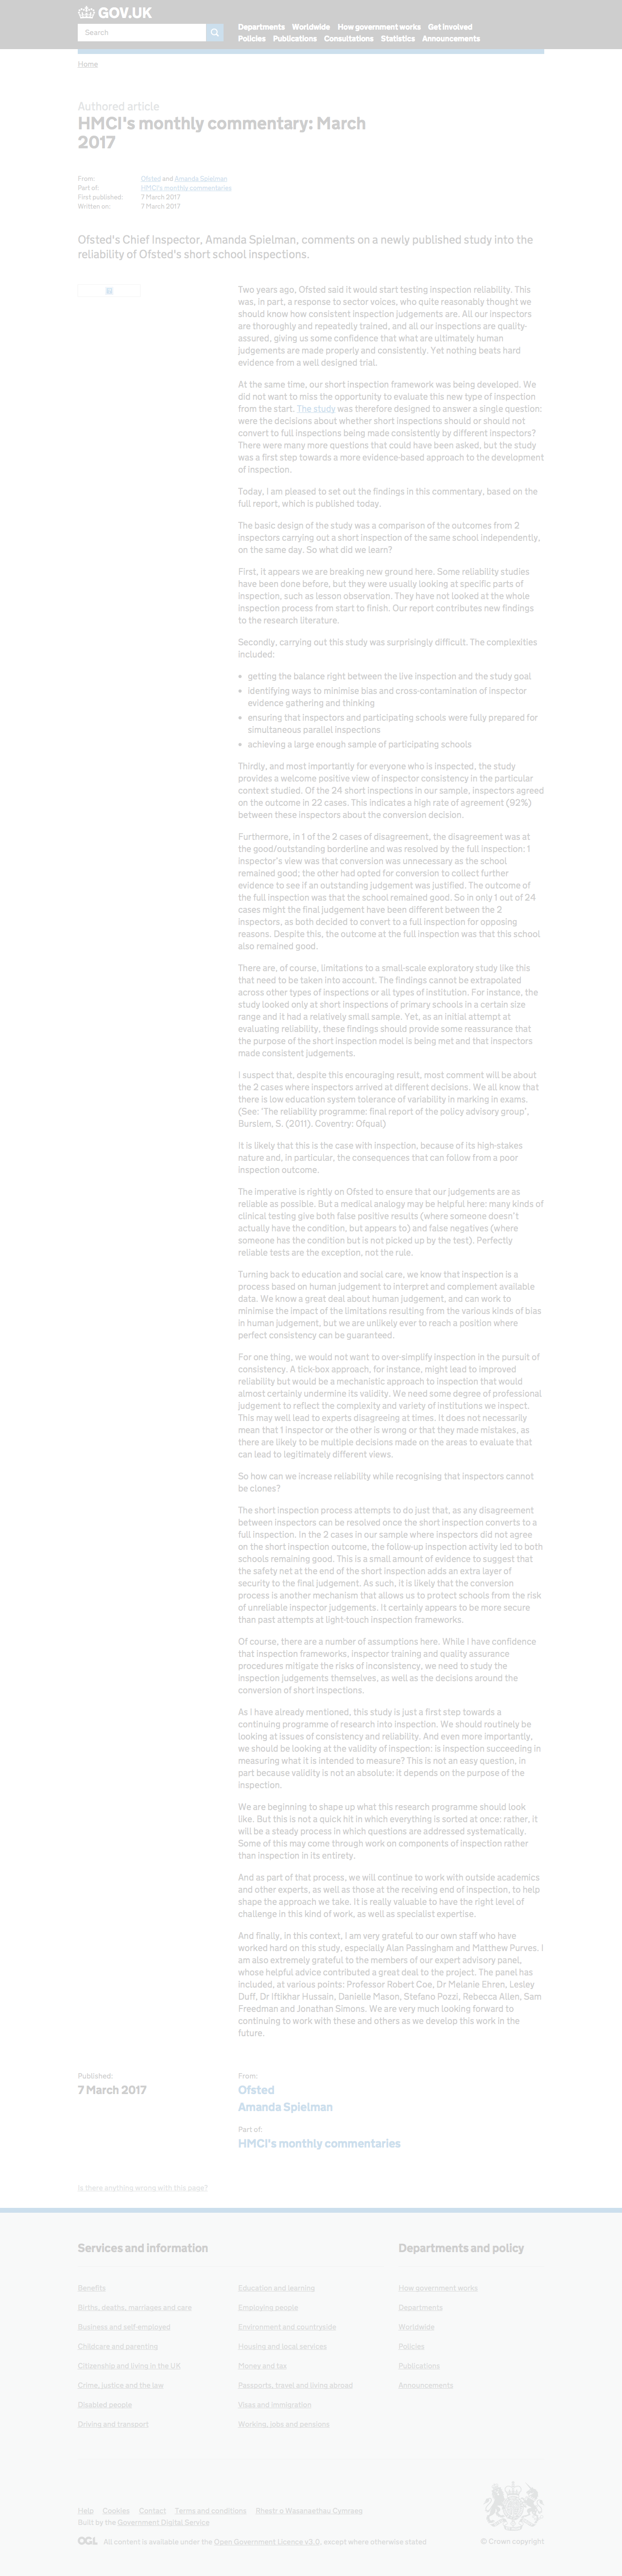 GOV.UK
Search
Departments Worldwide How government works Get involved
Policies Publications Consultations Statistics Announcements
Home
Authored article
HMCI's monthly commentary: March
2017
From: Ofsted and Amanda Spielman
Part of: HMCI's monthly commentaries
First published: 7 March 2017
Written on: 7 March 2017
Ofsted's Chief Inspector, Amanda Spielman, comments on a newly published study into the
reliability of Ofsted's short school inspections.
Two years ago, Ofsted said it would start testing inspection reliability. This
was, in part, a response to sector voices, who quite reasonably thought we
should know how consistent inspection judgements are. All our inspectors
are thoroughly and repeatedly trained, and all our inspections are quality-
assured, giving us some confidence that what are ultimately human
judgements are made properly and consistently. Yet nothing beats hard
evidence from a well designed trial.
At the same time, our short inspection framework was being developed. We
did not want to miss the opportunity to evaluate this new type of inspection
from the start. The study was therefore designed to answer a single question:
were the decisions about whether short inspections should or should not
convert to full inspections being made consistently by different inspectors?
There were many more questions that could have been asked, but the study
was a first step towards a more evidence-based approach to the development
of inspection.
Today, I am pleased to set out the findings in this commentary, based on the
full report, which is published today.
The basic design of the study was a comparison of the outcomes from 2
inspectors carrying out a short inspection of the same school independently,
on the same day. So what did we learn?
First, it appears we are breaking new ground here. Some reliability studies
have been done before, but they were usually looking at specific parts of
inspection, such as lesson observation. They have not looked at the whole
inspection process from start to finish. Our report contributes new findings
to the research literature.
Secondly, carrying out this study was surprisingly difficult. The complexities
included:
• getting the balance right between the live inspection and the study goal
• identifying ways to minimise bias and cross-contamination of inspector
evidence gathering and thinking
• ensuring that inspectors and participating schools were fully prepared for
simultaneous parallel inspections
• achieving a large enough sample of participating schools
Thirdly, and most importantly for everyone who is inspected, the study
provides a welcome positive view of inspector consistency in the particular
context studied. Of the 24 short inspections in our sample, inspectors agreed
on the outcome in 22 cases. This indicates a high rate of agreement (92%)
between these inspectors about the conversion decision.
Furthermore, in 1 of the 2 cases of disagreement, the disagreement was at
the good/outstanding borderline and was resolved by the full inspection: 1
inspector's view was that conversion was unnecessary as the school
remained good; the other had opted for conversion to collect further
evidence to see if an outstanding judgement was justified. The outcome of
the full inspection was that the school remained good. So in only 1 out of 24
cases might the final judgement have been different between the 2
inspectors, as both decided to convert to a full inspection for opposing
reasons. Despite this, the outcome at the full inspection was that this school
also remained good.
There are, of course, limitations to a small-scale exploratory study like this
that need to be taken into account. The findings cannot be extrapolated
across other types of inspections or all types of institution. For instance, the
study looked only at short inspections of primary schools in a certain size
range and it had a relatively small sample. Yet, as an initial attempt at
evaluating reliability, these findings should provide some reassurance that
the purpose of the short inspection model is being met and that inspectors
made consistent judgements.
I suspect that, despite this encouraging result, most comment will be about
the 2 cases where inspectors arrived at different decisions. We all know that
there is low education system tolerance of variability in marking in exams.
(See: 'The reliability programme: final report of the policy advisory group',
Burslem, S. (2011). Coventry: Ofqual)
It is likely that this is the case with inspection, because of its high-stakes
nature and, in particular, the consequences that can follow from a poor
inspection outcome.
The imperative is rightly on Ofsted to ensure that our judgements are as
reliable as possible. But a medical analogy may be helpful here: many kinds of
clinical testing give both false positive results (where someone doesn't
actually have the condition, but appears to) and false negatives (where
someone has the condition but is not picked up by the test). Perfectly
reliable tests are the exception, not the rule.
Turning back to education and social care, we know that inspection is a
process based on human judgement to interpret and complement available
data. We know a great deal about human judgement, and can work to
minimise the impact of the limitations resulting from the various kinds of bias
in human judgement, but we are unlikely ever to reach a position where
perfect consistency can be guaranteed.
For one thing, we would not want to over-simplify inspection in the pursuit of
consistency. A tick-box approach, for instance, might lead to improved
reliability but would be a mechanistic approach to inspection that would
almost certainly undermine its validity. We need some degree of professional
judgement to reflect the complexity and variety of institutions we inspect.
This may well lead to experts disagreeing at times. It does not necessarily
mean that 1 inspector or the other is wrong or that they made mistakes, as
there are likely to be multiple decisions made on the areas to evaluate that
can lead to legitimately different views.
So how can we increase reliability while recognising that inspectors cannot
be clones?
The short inspection process attempts to do just that, as any disagreement
between inspectors can be resolved once the short inspection converts to a
full inspection. In the 2 cases in our sample where inspectors did not agree
on the short inspection outcome, the follow-up inspection activity led to both
schools remaining good. This is a small amount of evidence to suggest that
the safety net at the end of the short inspection adds an extra layer of
security to the final judgement. As such, it is likely that the conversion
process is another mechanism that allows us to protect schools from the risk
of unreliable inspector judgements. It certainly appears to be more secure
than past attempts at light-touch inspection frameworks.
Of course, there are a number of assumptions here. While I have confidence
that inspection frameworks, inspector training and quality assurance
procedures mitigate the risks of inconsistency, we need to study the
inspection judgements themselves, as well as the decisions around the
conversion of short inspections.
As I have already mentioned, this study is just a first step towards a
continuing programme of research into inspection. We should routinely be
looking at issues of consistency and reliability. And even more importantly,
we should be looking at the validity of inspection: is inspection succeeding in
measuring what it is intended to measure? This is not an easy question, in
part because validity is not an absolute: it depends on the purpose of the
inspection.
We are beginning to shape up what this research programme should look
like. But this is not a quick hit in which everything is sorted at once: rather, it
will be a steady process in which questions are addressed systematically.
Some of this may come through work on components of inspection rather
than inspection in its entirety.
And as part of that process, we will continue to work with outside academics
and other experts, as well as those at the receiving end of inspection, to help
shape the approach we take. It is really valuable to have the right level of
challenge in this kind of work, as well as specialist expertise.
And finally, in this context, I am very grateful to our own staff who have
worked hard on this study, especially Alan Passingham and Matthew Purves. I
am also extremely grateful to the members of our expert advisory panel,
whose helpful advice contributed a great deal to the project. The panel has
included, at various points: Professor Robert Coe, Dr Melanie Ehren, Lesley
Duff, Dr Iftikhar Hussain, Danielle Mason, Stefano Pozzi, Rebecca Allen, Sam
Freedman and Jonathan Simons. We are very much looking forward to
continuing to work with these and others as we develop this work in the
future.
Published:
7 March 2017
From:
Ofsted
Amanda Spielman
Part of:
HMCI's monthly commentaries
Is there anything wrong with this page?
Services and information
Departments and policy
Benefits
Births, deaths, marriages and care
Business and self-employed
Childcare and parenting
Citizenship and living in the UK
Crime, justice and the law
Disabled people
Driving and transport
Education and learning
Employing people
Environment and countryside
Housing and local services
Money and tax
Passports, travel and living abroad
Visas and immigration
Working, jobs and pensions
How government works
Departments
Worldwide
Policies
Publications
Announcements
Help Cookies Contact Terms and conditions Rhestr o Wasanaethau Cymraeg
Built by the Government Digital Service
OGL All content is available under the Open Government Licence v3.0, except where otherwise stated
© Crown copyright